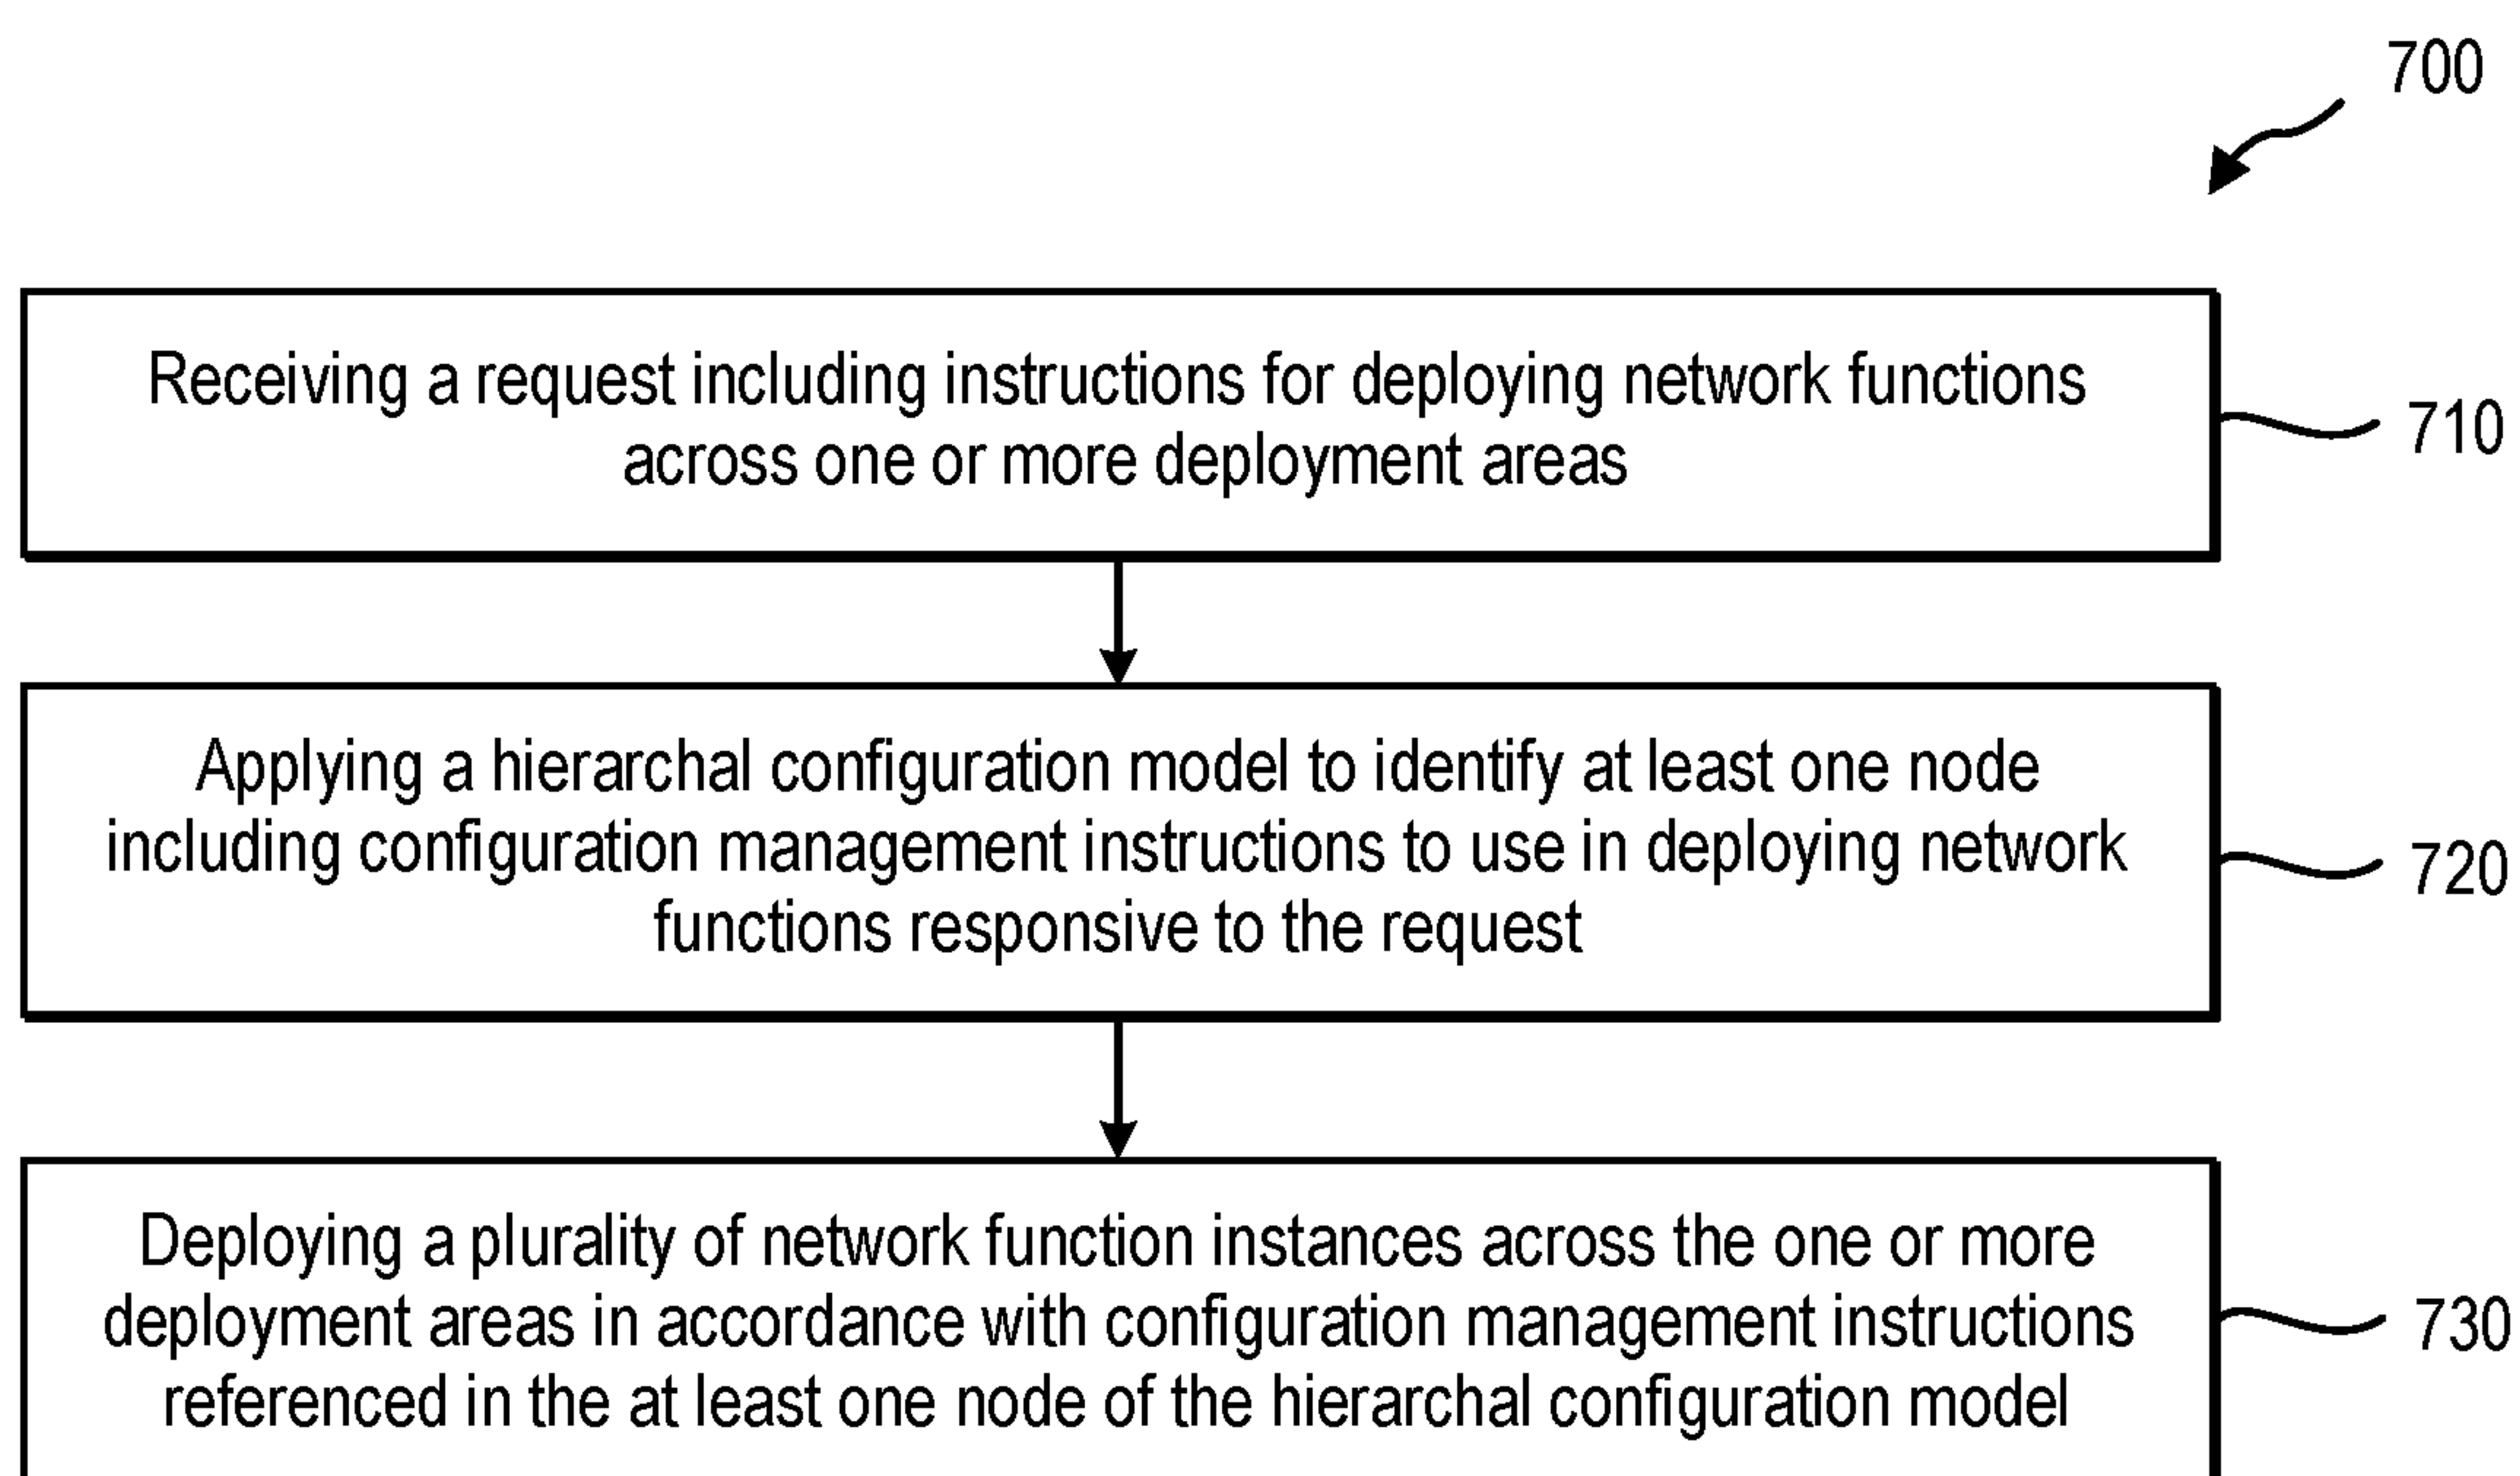 700
Receiving a request including instructions for deploying network functions
across one or more deployment areas
710
Applying a hierarchal configuration model to identify at least one node
including configuration management instructions to use in deploying network
functions responsive to the request
720
Deploying a plurality of network function instances across the one or more
deployment areas in accordance with configuration management instructions
referenced in the at least one node of the hierarchal configuration model
730